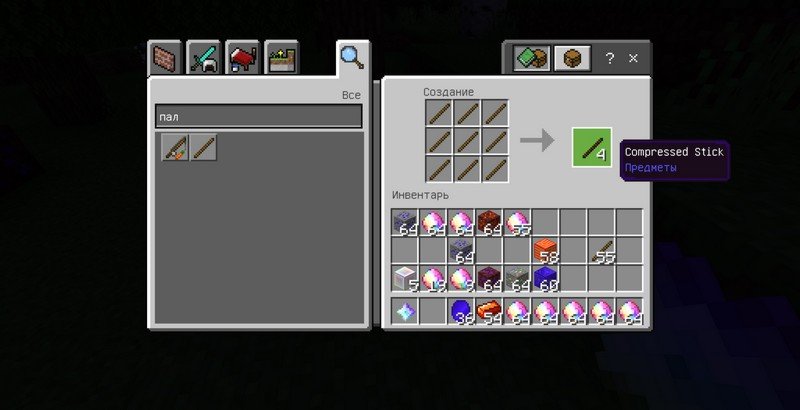 ? ×
Все
Создание
пал
4
Compressed Stick
Предметы
Инвентарь
64 64 64 64 55
64 58 55
5 19 9 64 64 60
36 54 64 64 64 64 64